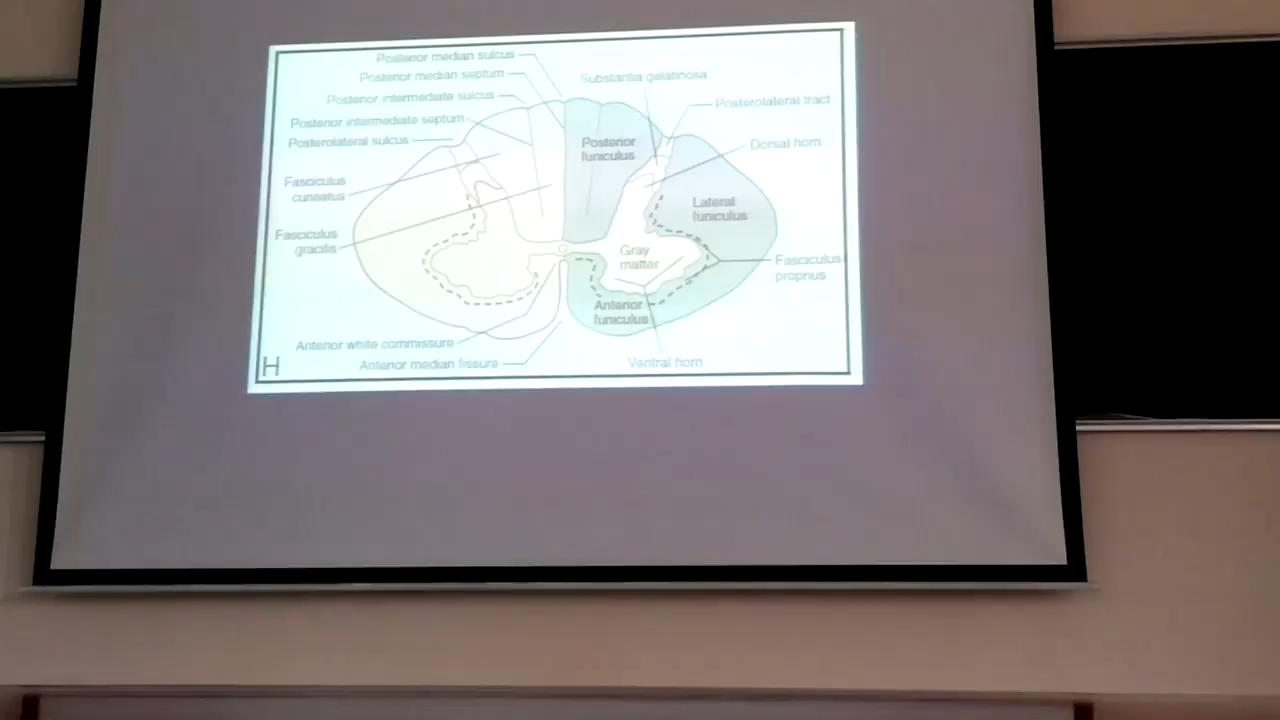 Posterior median sulcus
Posterior median septum
Posterior intermediate sulcus
Posterior intermediate septum
Posterolateral sulcus
Fasciculus
cuneatus
Fasciculus
gracilis
Anterior white commissure
Anterior median fissure
H
Substantia gelatinosa
Posterolateral tract
Dorsal horn
Posterior
funiculus
Lateral
funiculus
Gray
matter
Fasciculus
proprius
Anterior
funiculus
Ventral horn